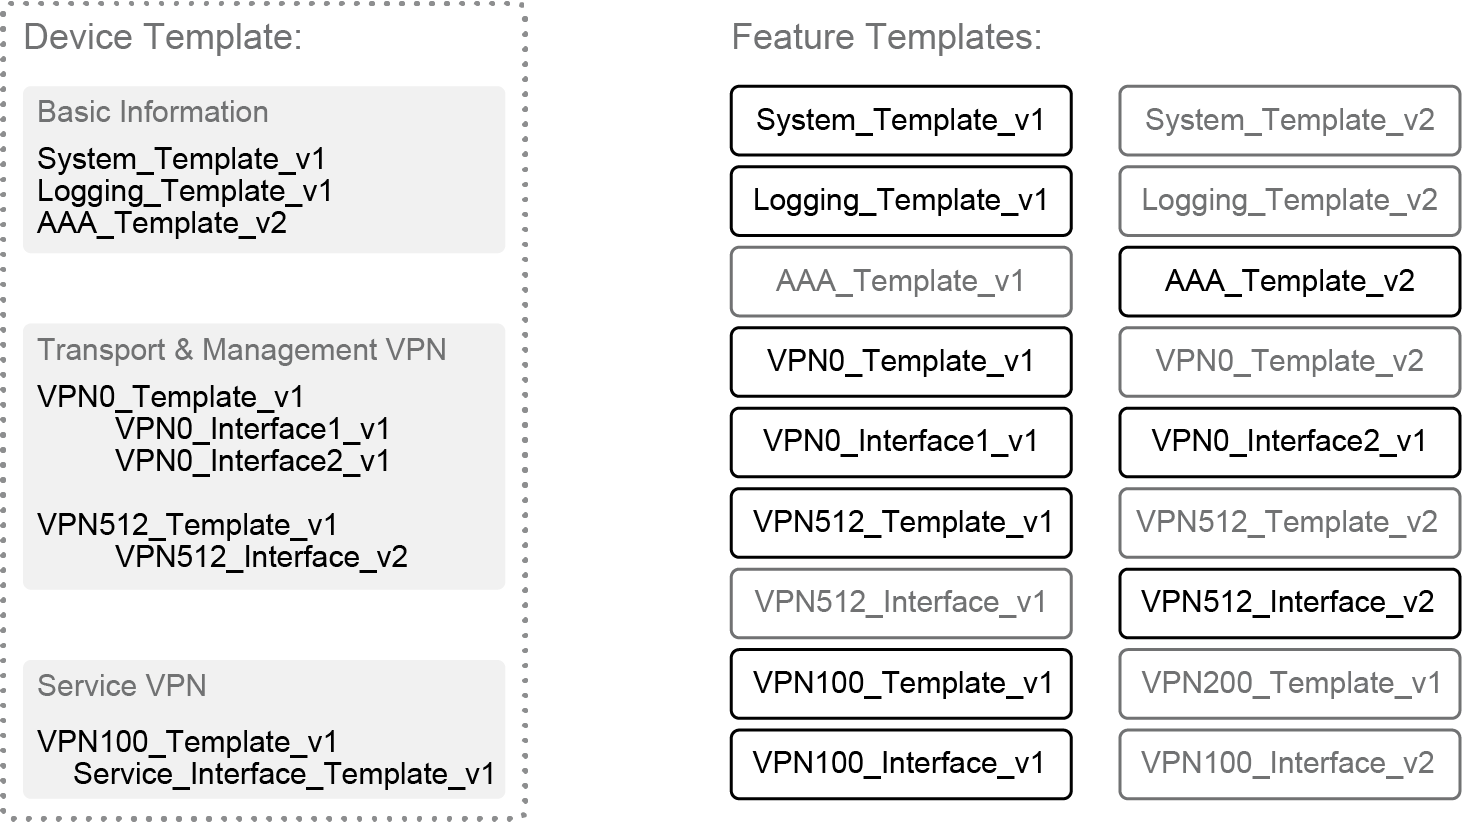 Device Template:
Basic Information
System_Template_v1
Logging_Template_v1
AAA_Template_v2
Transport & Management VPN
VPN0_Template_v1
VPN0_Interface1_v1
VPN0_Interface2_v1
VPN512_Template_v1
VPN512_Interface_v2
Service VPN
VPN100_Template_v1
Service_Interface_Template_v1
Feature Templates:
System_Template_v1
System_Template_v2
Logging_Template_v1
Logging_Template_v2
AAA_Template_v1
AAA_Template_v2
VPN0_Template_v1
VPN0_Template_v2
VPN0_Interface1_v1
VPN0_Interface2_v1
VPN512_Template_v1
VPN512_Template_v2
VPN512_Interface_v1
VPN512_Interface_v2
VPN100_Template_v1
VPN200_Template_v1
VPN100_Interface_v1
VPN100_Interface_v2